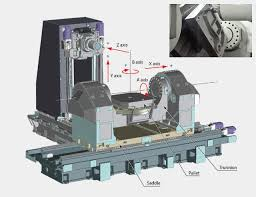 Z axis
B axis
X axis
Y axis
A axis
Trunnion
Pallet
Saddle